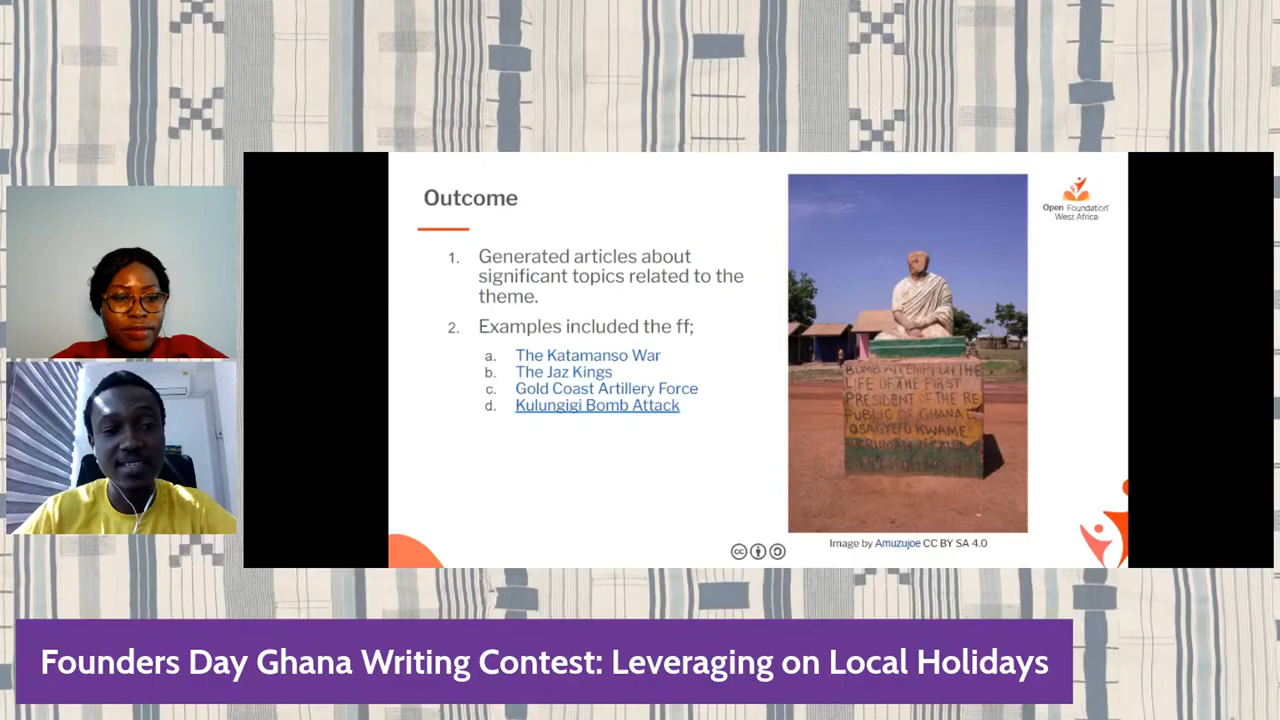 Outcome
1. Generated articles about
significant topics related to the
theme.
2. Examples included the ff;
a. The Katamanso War
b. The Jaz Kings
c. Gold Coast Artillery Force
d. Kulungigi Bomb Attack
BOMB ATTEMPT ON THE
LIFE OF THE FIRST
PRESIDENT OF THE RE
PUBLIC OF GHANA
OSAGYEFO KWAME
Image by Amuzujoe CC BY SA 4.0
Open Foundation
West Africa
Founders Day Ghana Writing Contest: Leveraging on Local Holidays